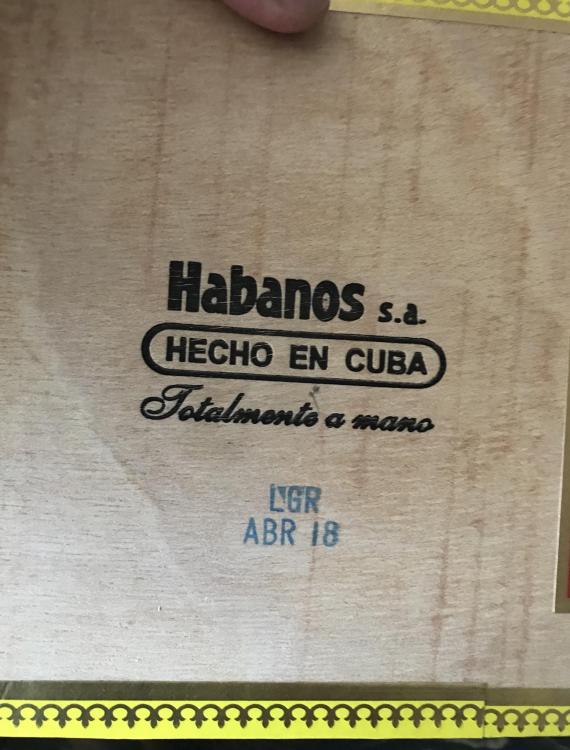 Habanos s.a.
HECHO EN CUBA
Totalmente a mano
LGR
ABR 18